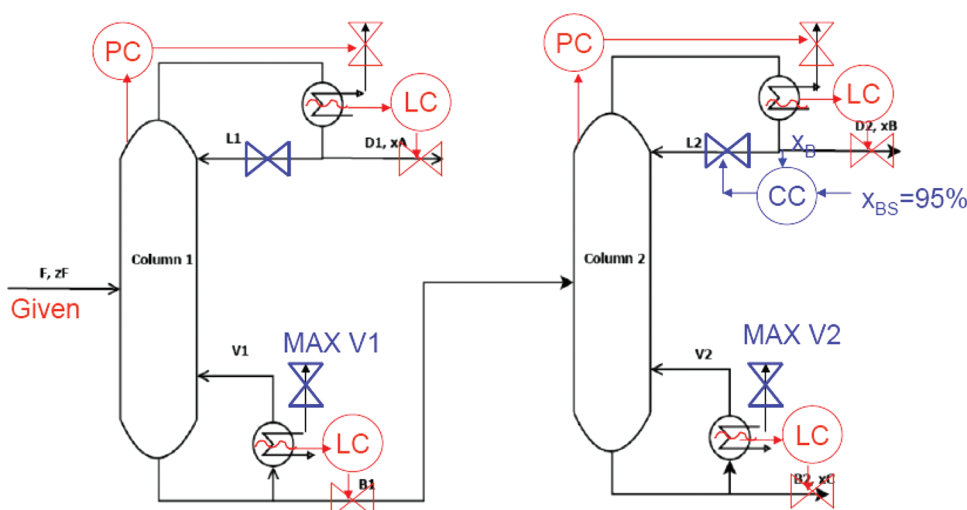 PC
LC
L1
D1, xA
Column 1
F, zF
Given
V1
MAX V1
LC
B1
PC
LC
L2
D2, xB
xB
CC
xBS=95%
Column 2
V2
MAX V2
LC
B2, xC